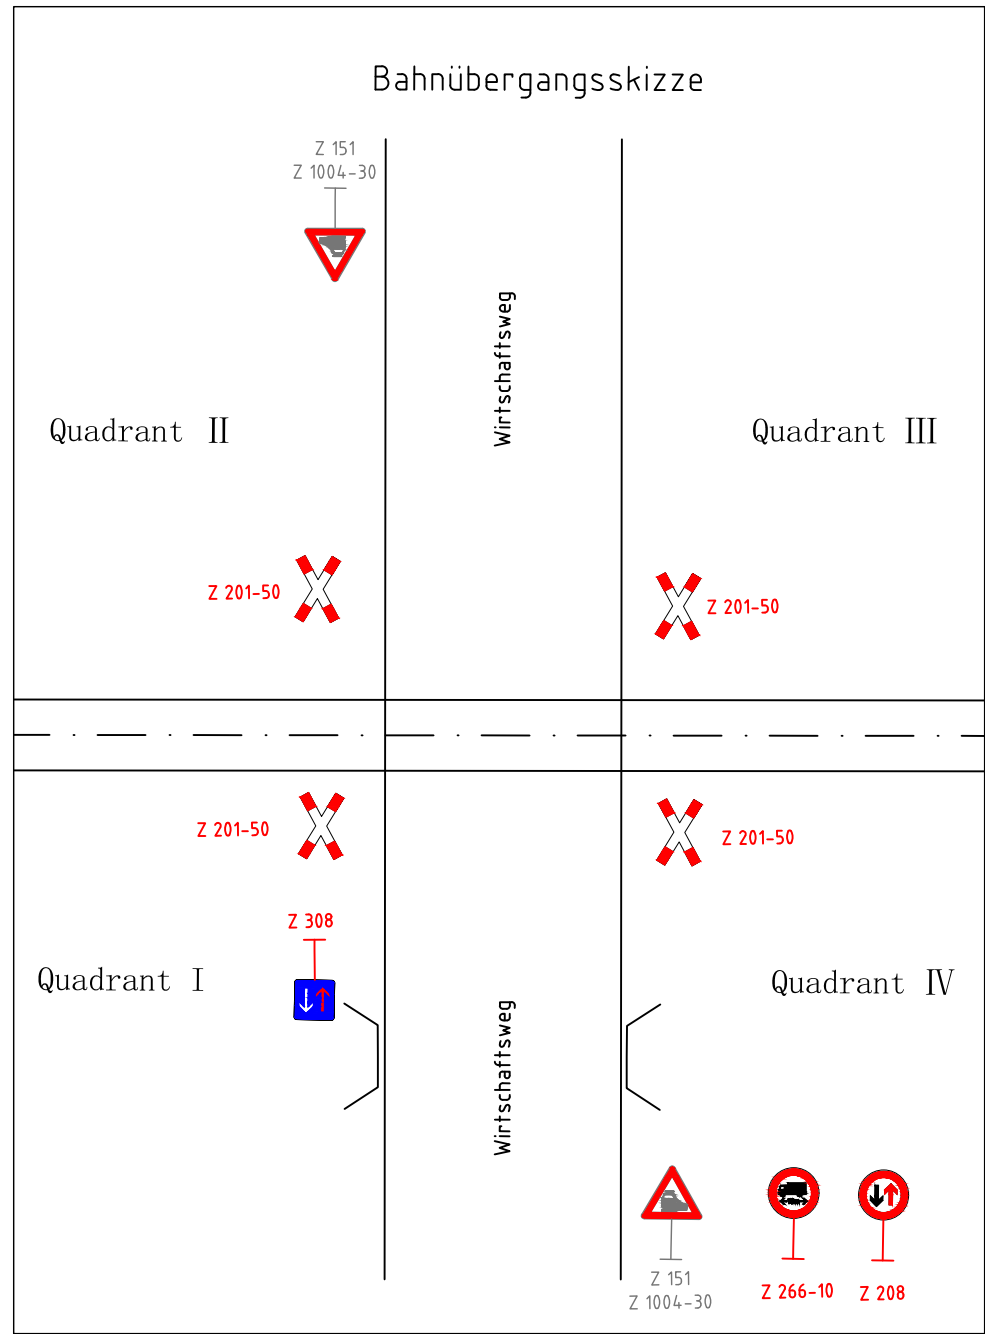 Bahnübergangsskizze
Z 151
Z 1004-30
Wirtschaftsweg
Quadrant II
Quadrant III
Z 201-50
Z 201-50
Z 201-50
Z 201-50
Z 308
Quadrant I
Quadrant IV
Wirtschaftsweg
Z 151
Z 1004-30
Z 266-10
Z 208